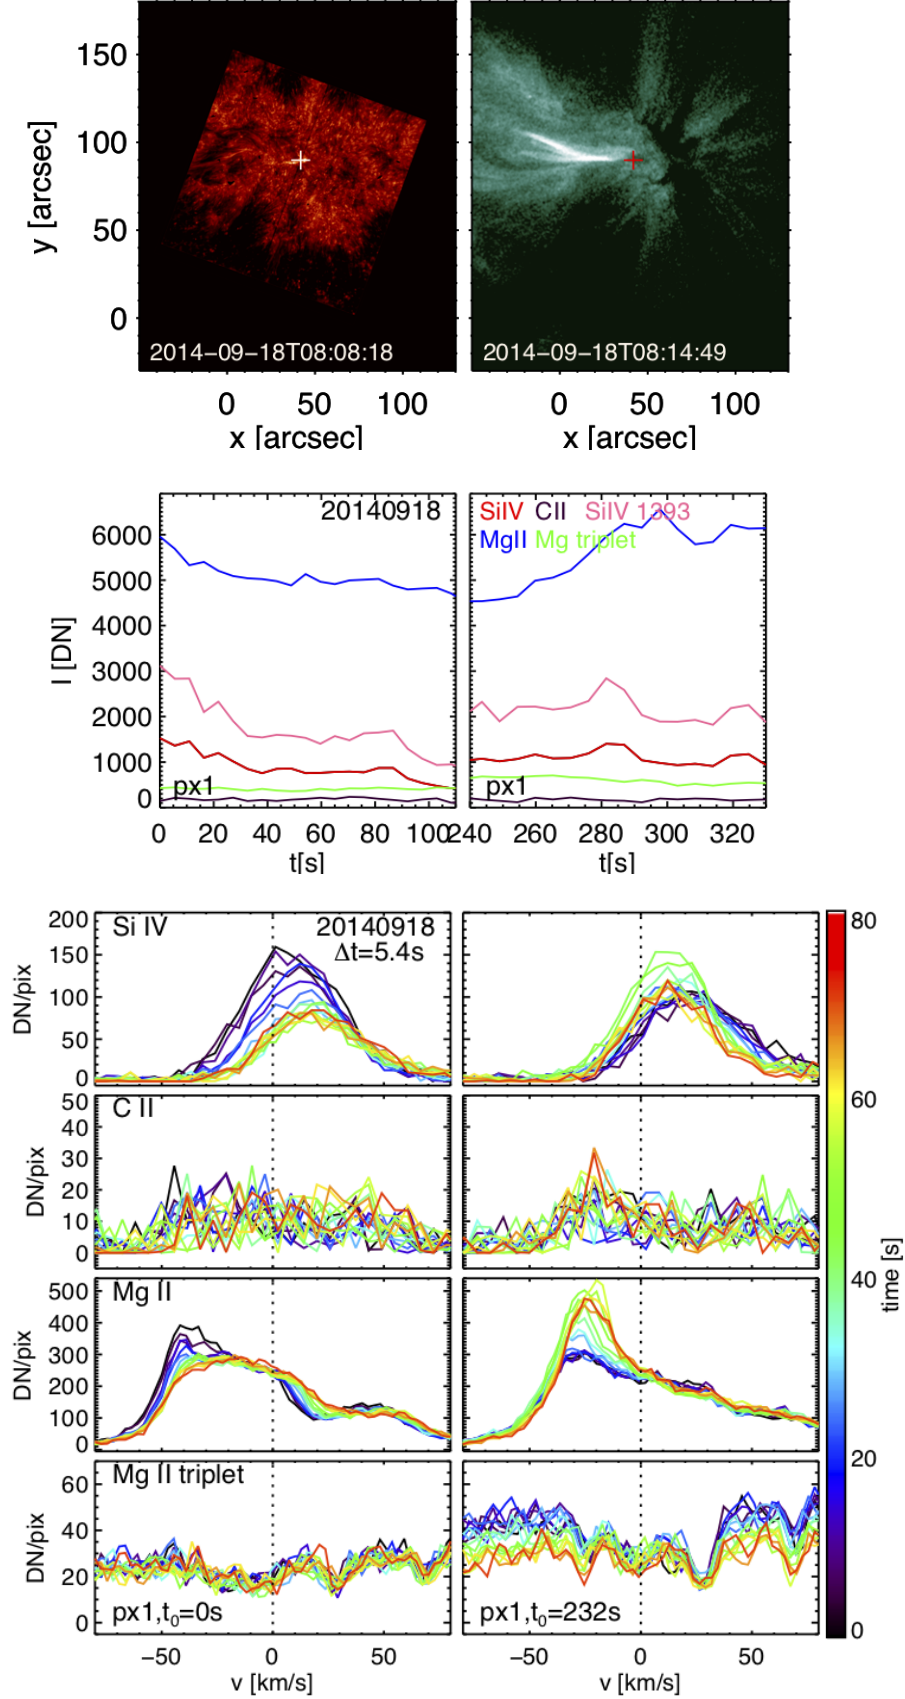 150
100
50
0
y [arcsec]
2014-09-18T08:08:18
2014-09-18T08:14:49
0 50 100
0 50 100
x [arcsec]
x [arcsec]
20140918
SiIV CII SiIV 1393
MgII Mg triplet
6000
5000
4000
3000
2000
1000
0
I [DN]
px1
px1
0 20 40 60 80 100
240 260 280 300 320
t[s]
t[s]
Si IV
20140918
Δt=5.4s
200
150
100
50
0
DN/pix
C II
50
40
30
20
10
0
DN/pix
Mg II
500
400
300
200
100
0
DN/pix
Mg II triplet
60
40
20
0
DN/pix
px1,t₀=0s
px1,t₀=232s
-50 0 50
-50 0 50
v [km/s]
v [km/s]
80
60
40
20
0
time [s]